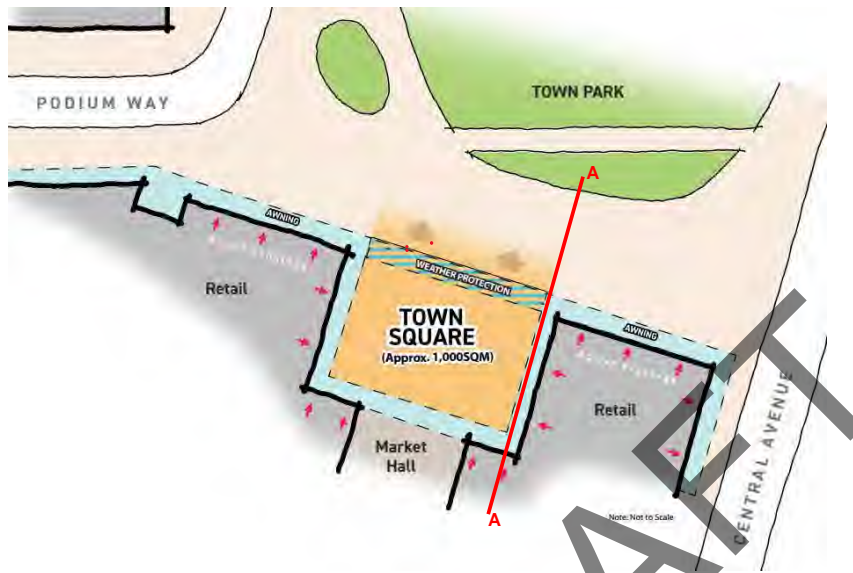 PODIUM WAY
TOWN PARK
A
AWNING
WEATHER PROTECTION
Retail
TOWN
SQUARE
(Approx. 1,000SQM)
AWNING
Retail
Market
Hall
CENTRAL AVENUE
Note: Not to Scale
A